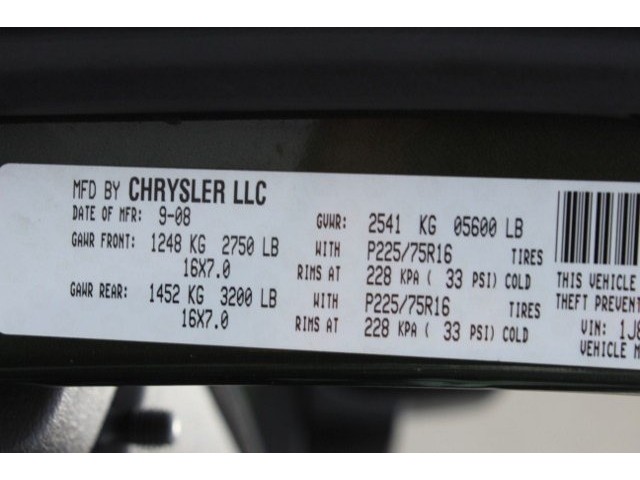 MFD BY CHRYSLER LLC
DATE OF MFR: 9-08 GVWR: 2541 KG 05600 LB
GAWR FRONT: 1248 KG 2750 LB WITH P225/75R16 TIRES
16X7.0 RIMS AT 228 KPA ( 33 PSI) COLD
GAWR REAR: 1452 KG 3200 LB WITH P225/75R16 TIRES
16X7.0 RIMS AT 228 KPA ( 33 PSI) COLD
THIS VEHICLE
THEFT PREVENT
VIN: 1J8
VEHICLE M